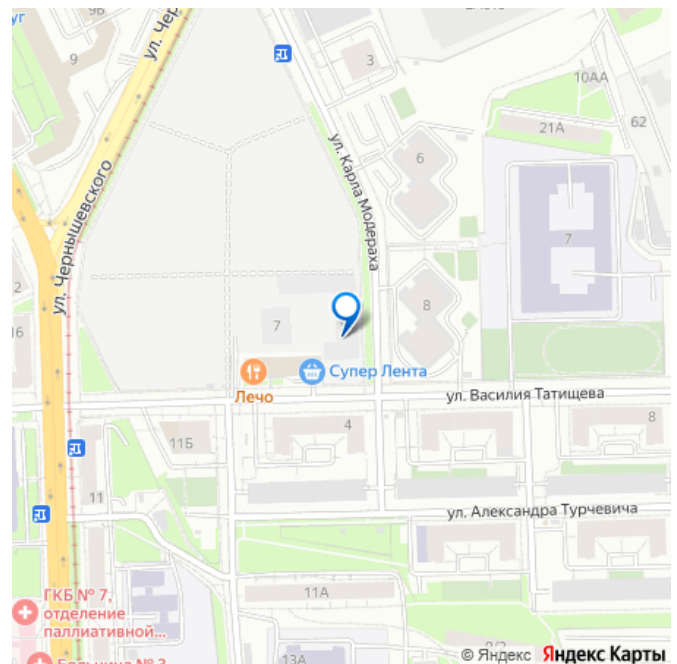 уг
9Б
9
ул. Чер
3
10АА
62
21А
ул. Карла Модераха
6
7
ул. Чернышевского
2
8
16
7
Супер Лента
Лечо
ул. Василия Татищева
4
8
11Б
11
ул. Александра Турчевича
11А
ГКБ № 7,
отделение
паллиативной...
13А
© Яндекс Яндекс Карты